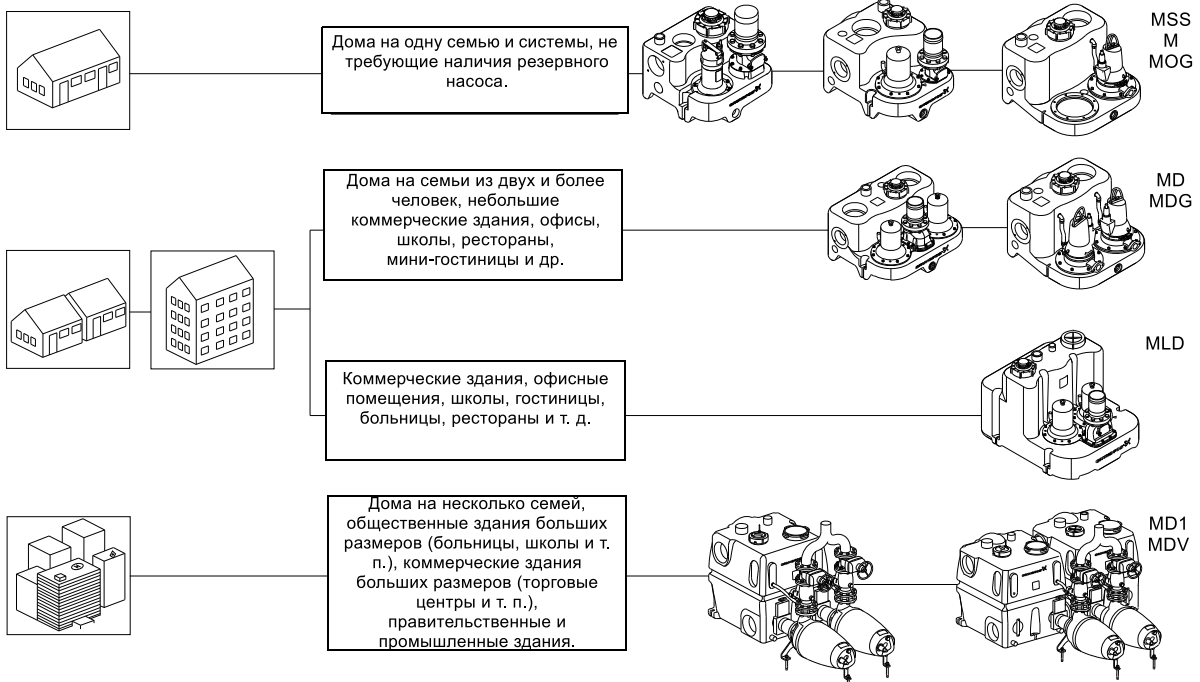 Дома на одну семью и системы, не
требующие наличия резервного
насоса.
MSS
M
MOG
Дома на семьи из двух и более
человек, небольшие
коммерческие здания, офисы,
школы, рестораны,
мини-гостиницы и др.
MD
MDG
Коммерческие здания, офисные
помещения, школы, гостиницы,
больницы, рестораны и т. д.
MLD
Дома на несколько семей,
общественные здания больших
размеров (больницы, школы и т.
п.), коммерческие здания
больших размеров (торговые
центры и т. п.),
правительственные и
промышленные здания.
MD1
MDV